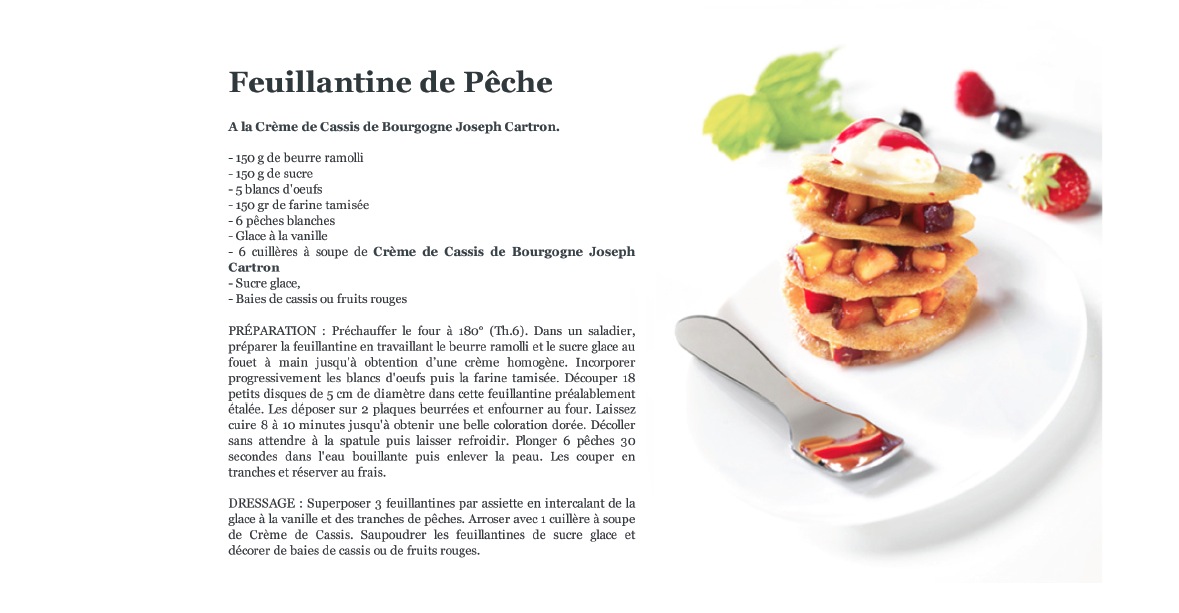 Feuillantine de Pêche
A la Crème de Cassis de Bourgogne Joseph Cartron.
- 150 g de beurre ramolli
- 150 g de sucre
- 5 blancs d'oeufs
- 150 gr de farine tamisée
- 6 pêches blanches
- Glace à la vanille
- 6 cuillères à soupe de Crème de Cassis de Bourgogne Joseph
Cartron
- Sucre glace,
- Baies de cassis ou fruits rouges
PRÉPARATION : Préchauffer le four à 180° (Th.6). Dans un saladier,
préparer la feuillantine en travaillant le beurre ramolli et le sucre glace au
fouet à main jusqu'à obtention d'une crème homogène. Incorporer
progressivement les blancs d'oeufs puis la farine tamisée. Découper 18
petits disques de 5 cm de diamètre dans cette feuillantine préalablement
étalée. Les déposer sur 2 plaques beurrées et enfourner au four. Laissez
cuire 8 à 10 minutes jusqu'à obtenir une belle coloration dorée. Décoller
sans attendre à la spatule puis laisser refroidir. Plonger 6 pêches 30
secondes dans l'eau bouillante puis enlever la peau. Les couper en
tranches et réserver au frais.
DRESSAGE : Superposer 3 feuillantines par assiette en intercalant de la
glace à la vanille et des tranches de pêches. Arroser avec 1 cuillère à soupe
de Crème de Cassis. Saupoudrer les feuillantines de sucre glace et
décorer de baies de cassis ou de fruits rouges.